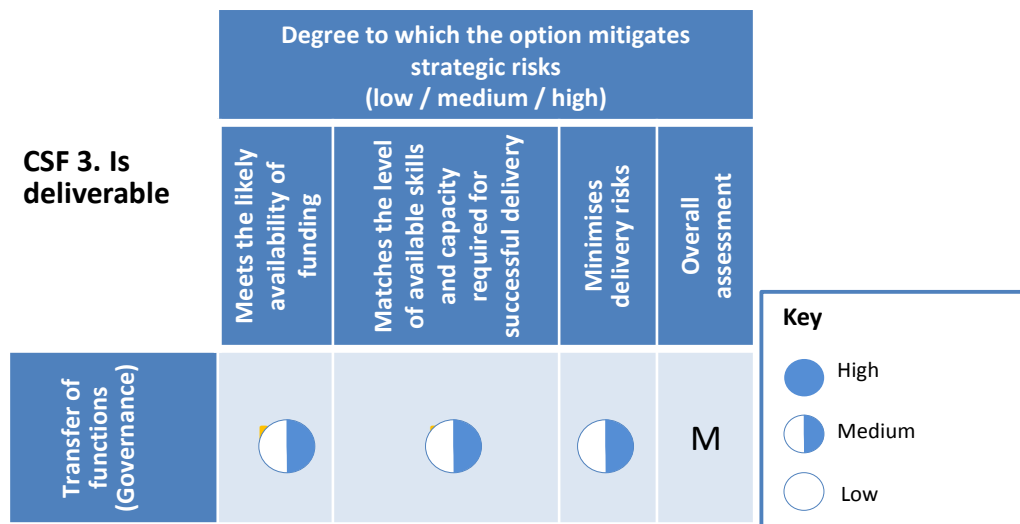 Degree to which the option mitigates
strategic risks
(low / medium / high)
CSF 3. Is
deliverable
Meets the likely
availability of
funding
Matches the level
of available skills
and capacity
required for
successful delivery
Minimises
delivery risks
Overall
assessment
Transfer of
functions
(Governance)
M
Key
High
Medium
Low